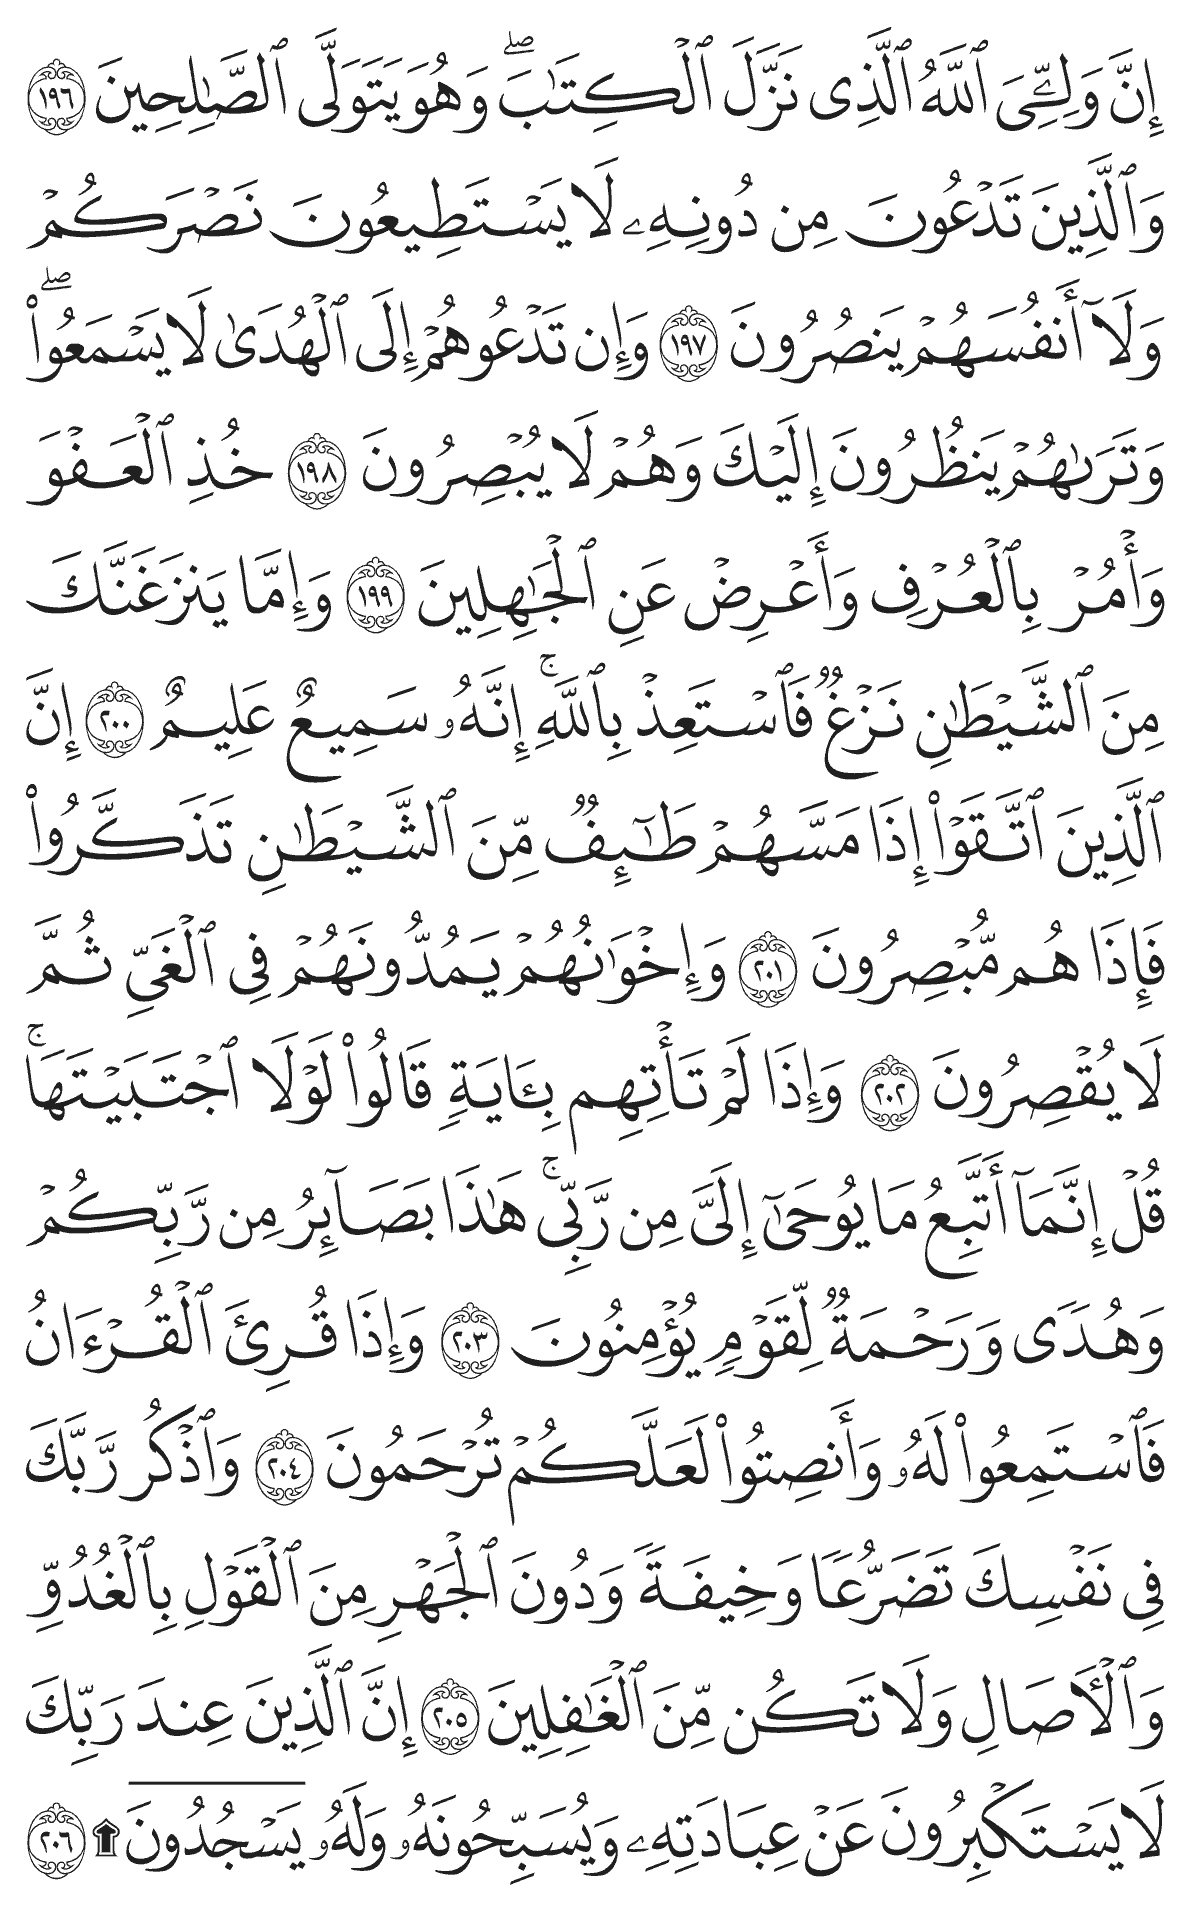 إِنَّ وَلِـِّۧيَ ٱللَّهُ ٱلَّذِى نَزَّلَ ٱلْكِتَٰبَ ۖ وَهُوَ يَتَوَلَّى ٱلصَّٰلِحِينَ ١٩٦
وَٱلَّذِينَ تَدْعُونَ مِن دُونِهِۦ لَا يَسْتَطِيعُونَ نَصْرَكُمْ
وَلَآ أَنفُسَهُمْ يَنصُرُونَ ١٩٧ وَإِن تَدْعُوهُمْ إِلَى ٱلْهُدَىٰ لَا يَسْمَعُوا۟ ۖ
وَتَرَىٰهُمْ يَنظُرُونَ إِلَيْكَ وَهُمْ لَا يُبْصِرُونَ ١٩٨ خُذِ ٱلْعَفْوَ
وَأْمُرْ بِٱلْعُرْفِ وَأَعْرِضْ عَنِ ٱلْجَٰهِلِينَ ١٩٩ وَإِمَّا يَنزَغَنَّكَ
مِنَ ٱلشَّيْطَٰنِ نَزْغٌ فَٱسْتَعِذْ بِٱللَّهِ ۚ إِنَّهُۥ سَمِيعٌ عَلِيمٌ ٢٠٠ إِنَّ
ٱلَّذِينَ ٱتَّقَوْا۟ إِذَا مَسَّهُمْ طَٰٓئِفٌ مِّنَ ٱلشَّيْطَٰنِ تَذَكَّرُوا۟
فَإِذَا هُم مُّبْصِرُونَ ٢٠١ وَإِخْوَٰنُهُمْ يَمُدُّونَهُمْ فِى ٱلْغَىِّ ثُمَّ
لَا يُقْصِرُونَ ٢٠٢ وَإِذَا لَمْ تَأْتِهِم بِـَٔايَةٍ قَالُوا۟ لَوْلَا ٱجْتَبَيْتَهَا ۚ
قُلْ إِنَّمَآ أَتَّبِعُ مَا يُوحَىٰٓ إِلَىَّ مِن رَّبِّى ۚ هَٰذَا بَصَآئِرُ مِن رَّبِّكُمْ
وَهُدًى وَرَحْمَةٌ لِّقَوْمٍ يُؤْمِنُونَ ٢٠٣ وَإِذَا قُرِئَ ٱلْقُرْءَانُ
فَٱسْتَمِعُوا۟ لَهُۥ وَأَنصِتُوا۟ لَعَلَّكُمْ تُرْحَمُونَ ٢٠٤ وَٱذْكُر رَّبَّكَ
فِى نَفْسِكَ تَضَرُّعًا وَخِيفَةً وَدُونَ ٱلْجَهْرِ مِنَ ٱلْقَوْلِ بِٱلْغُدُوِّ
وَٱلْـَٔاصَالِ وَلَا تَكُن مِّنَ ٱلْغَٰفِلِينَ ٢٠٥ إِنَّ ٱلَّذِينَ عِندَ رَبِّكَ
لَا يَسْتَكْبِرُونَ عَنْ عِبَادَتِهِۦ وَيُسَبِّحُونَهُۥ وَلَهُۥ يَسْجُدُونَ ۩ ٢٠٦